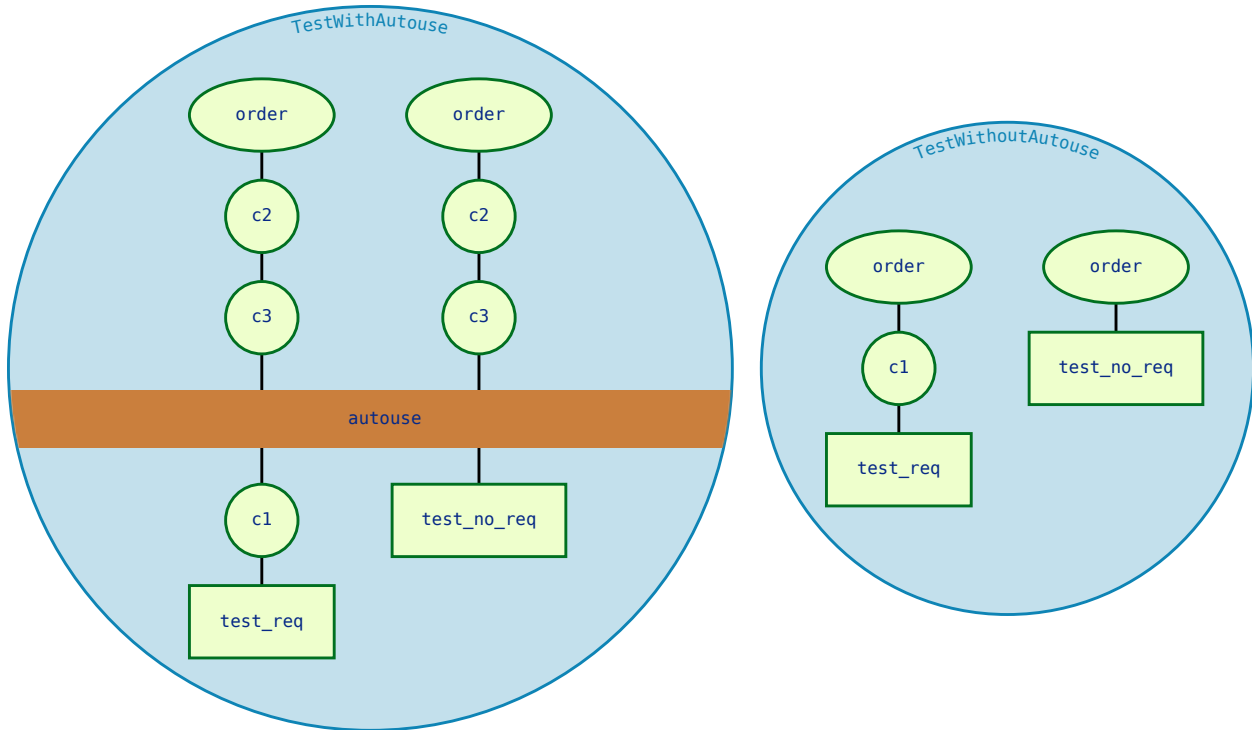 TestWithAutouse
order
order
c2
c2
c3
c3
autouse
c1
test_no_req
test_req
TestWithoutAutouse
order
order
c1
test_no_req
test_req